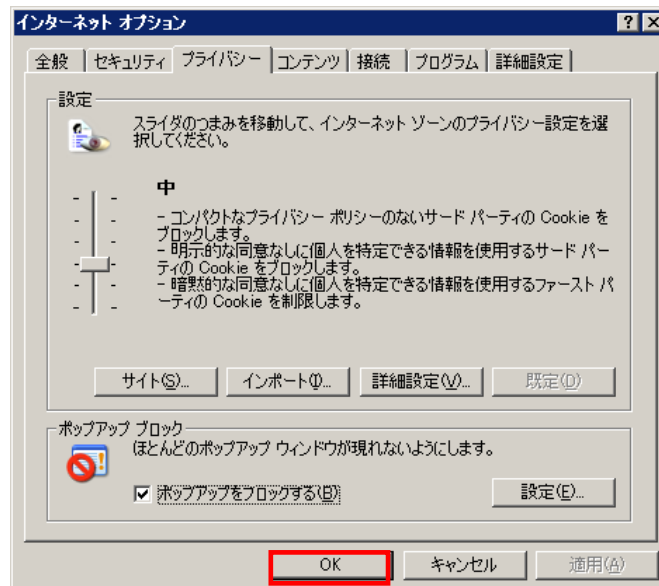 インターネット オプション
全般 セキュリティ プライバシー コンテンツ 接続 プログラム 詳細設定
設定
スライダのつまみを移動して、インターネット ゾーンのプライバシー設定を選
択してください。
中
- コンパクトなプライバシー ポリシーのないサード パーティの Cookie を
ブロックします。
- 明示的な同意なしに個人を特定できる情報を使用するサード パー
ティの Cookie をブロックします。
- 暗黙的な同意なしに個人を特定できる情報を使用するファースト パ
ーティの Cookie を制限します。
サイト(S)... インポート(I)... 詳細設定(V)... 既定(D)
ポップアップ ブロック
ほとんどのポップアップ ウィンドウが現れないようにします。
ポップアップをブロックする(B) 設定(E)...
OK キャンセル 適用(A)